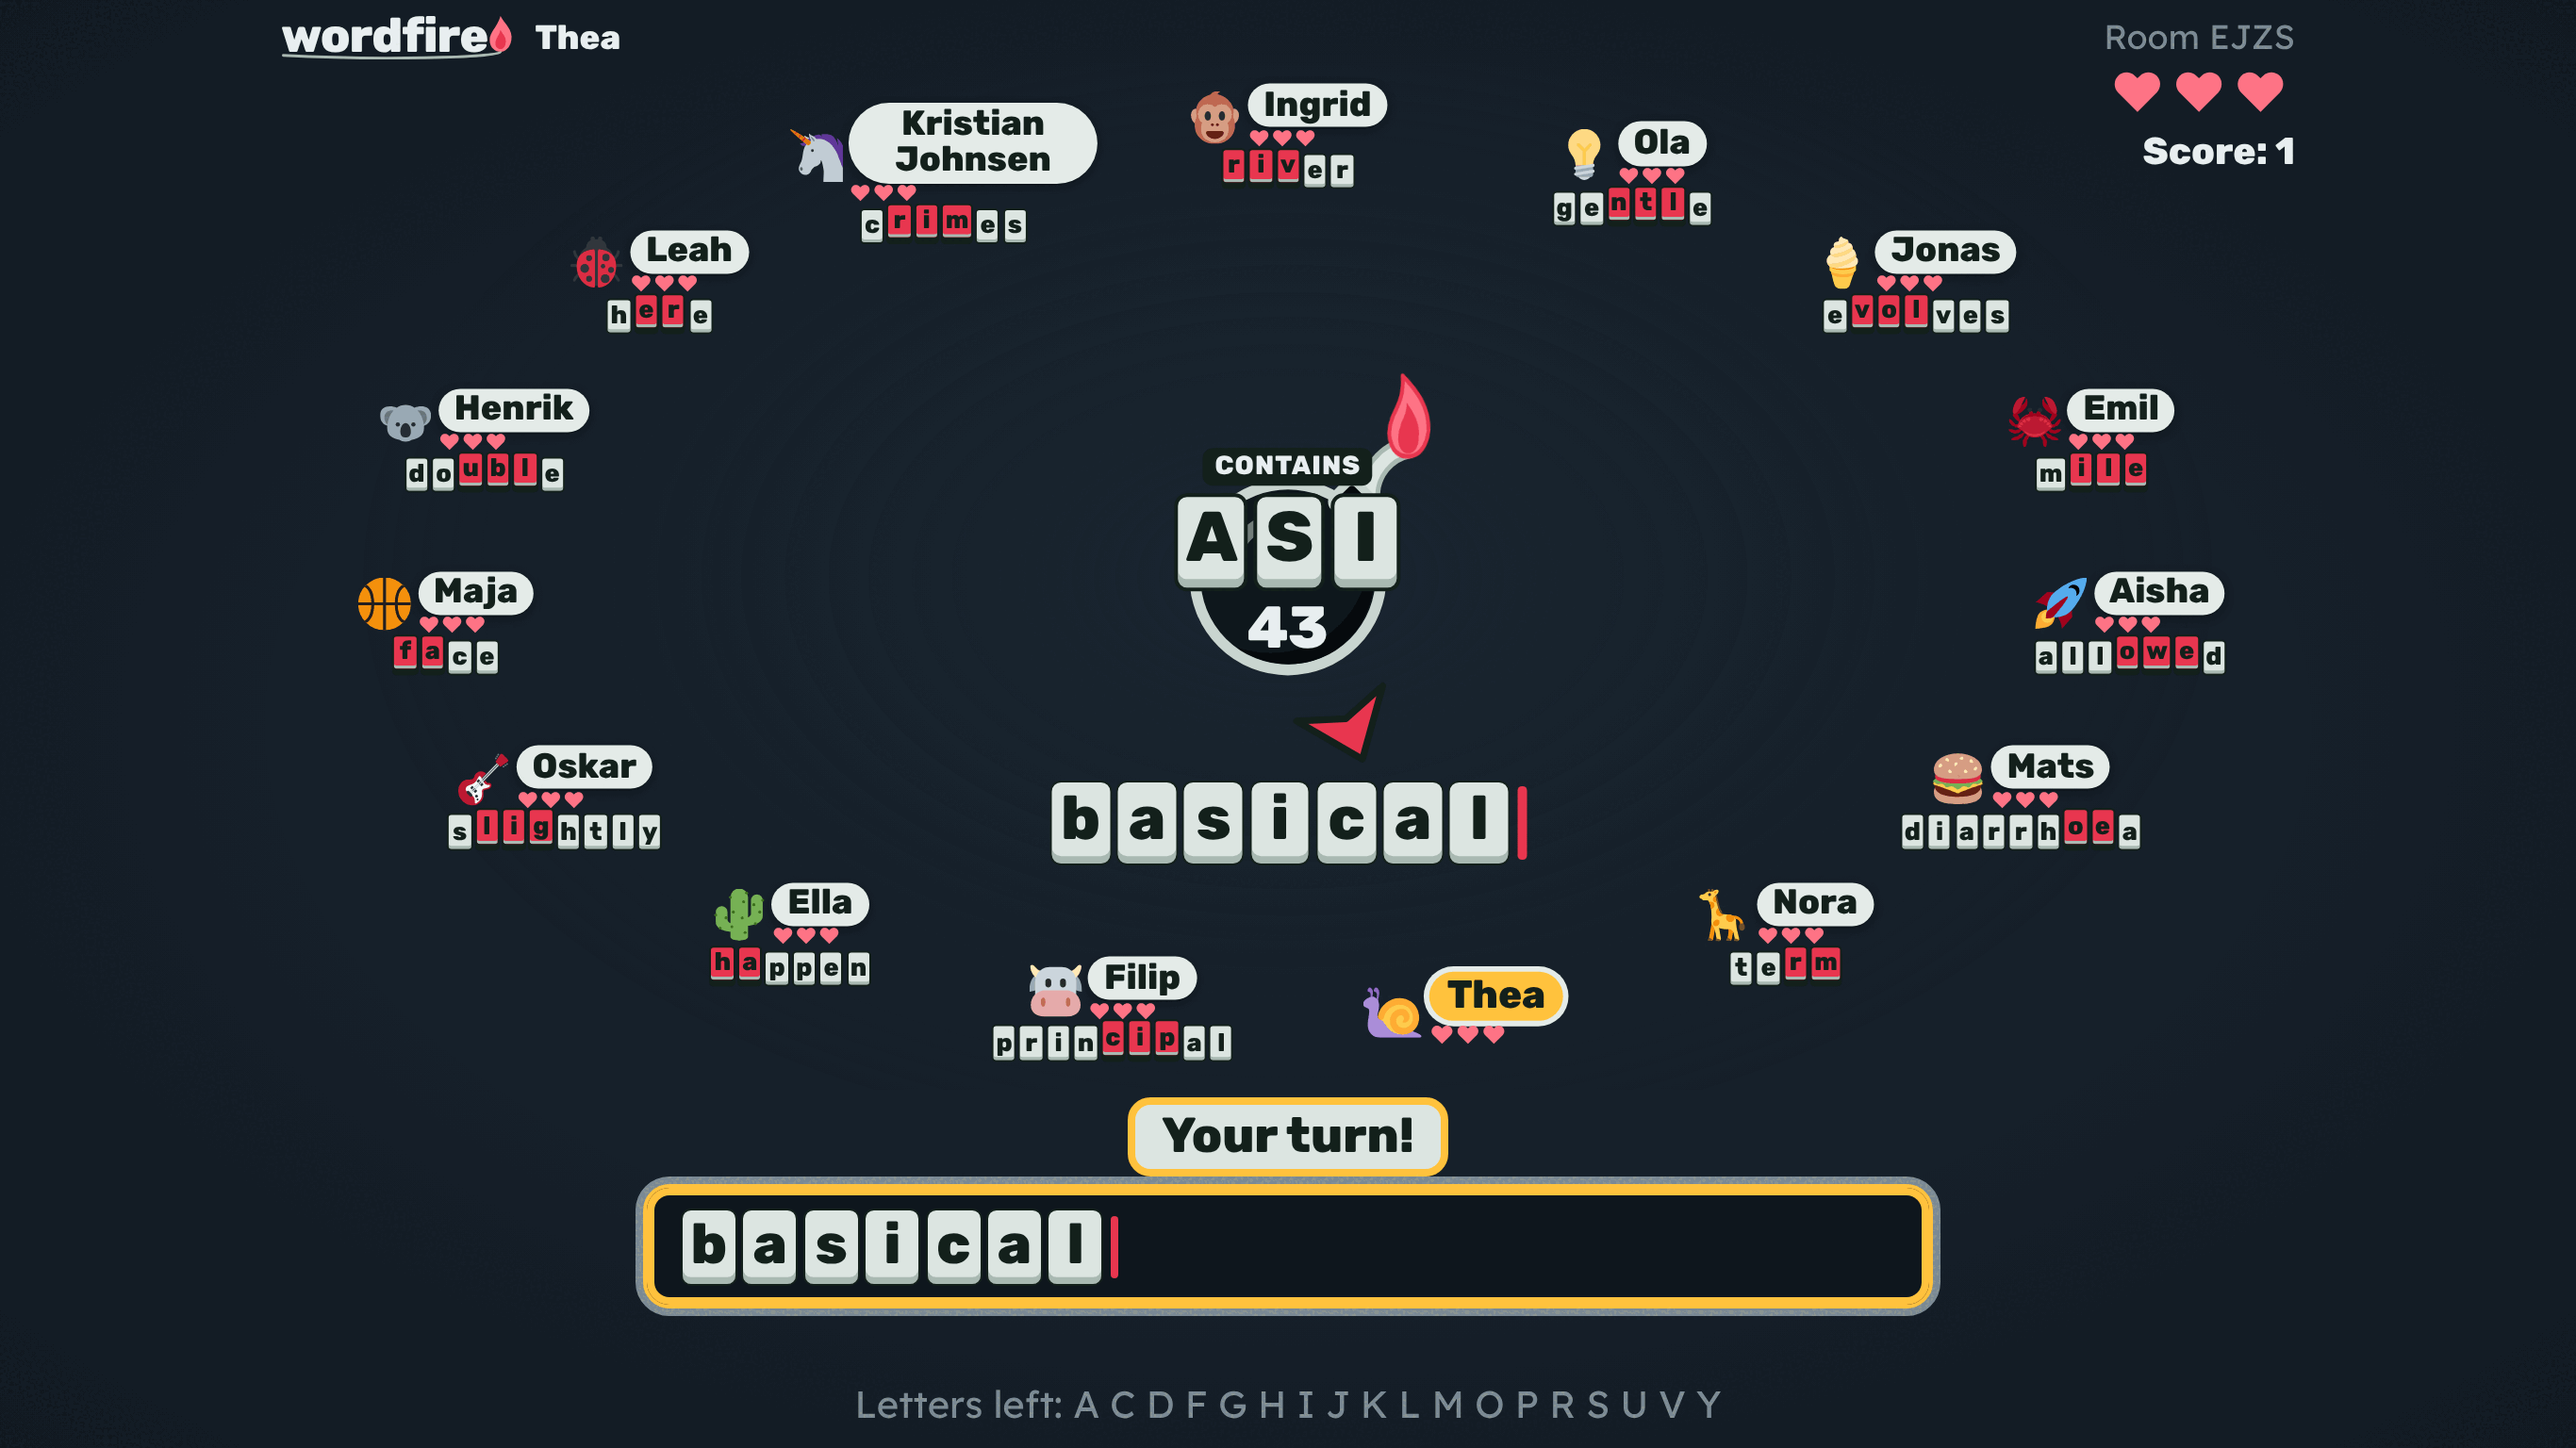 wordfire Thea
Room EJZS
Score: 1
Kristian
Johnsen
crimes
Ingrid
river
Ola
gentle
Leah
here
Jonas
evolves
Henrik
double
Emil
mile
CONTAINS
ASI
43
Maja
face
Aisha
allowed
Oskar
slightly
Mats
diarrhoea
basical
Ella
happen
Nora
term
Filip
principal
Thea
Your turn!
basical
Letters left: A C D F G H I J K L M O P R S U V Y